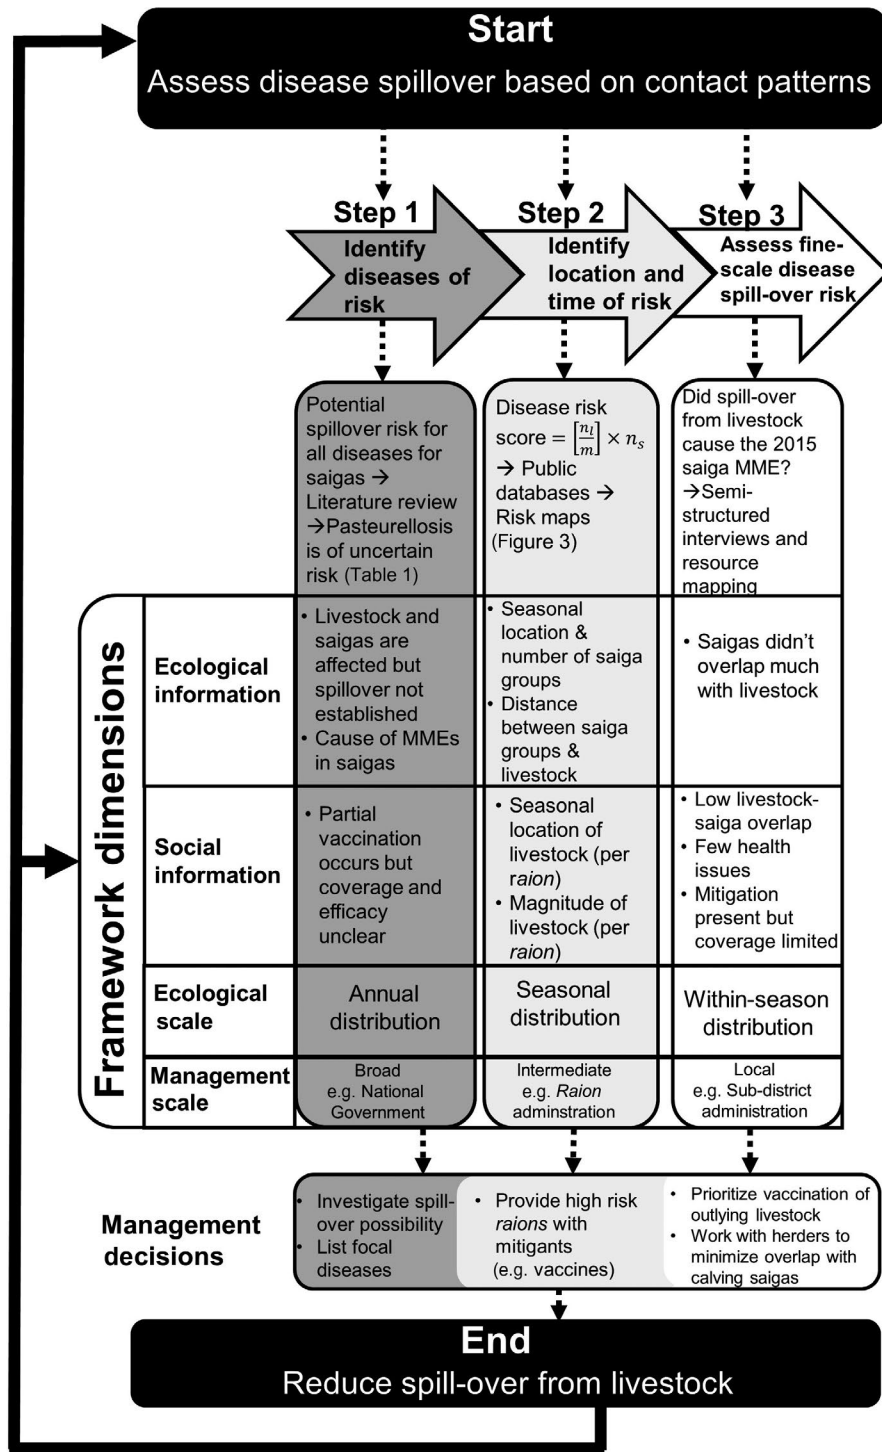 Start
Assess disease spillover based on contact patterns
Step 1
Identify
diseases of
risk
Step 2
Identify
location and
time of risk
Step 3
Assess fine-
scale disease
spill-over risk
Potential
spillover risk for
all diseases for
saigas →
Literature review
→Pasteurellosis
is of uncertain
risk (Table 1)
Disease risk
score = [n_l/m] × n_s
→ Public
databases →
Risk maps
(Figure 3)
Did spill-over
from livestock
cause the 2015
saiga MME?
→Semi-
structured
interviews and
resource
mapping
Framework dimensions
Ecological
information
• Livestock and
saigas are
affected but
spillover not
established
• Cause of MMEs
in saigas
• Seasonal
location &
number of saiga
groups
• Distance
between saiga
groups &
livestock
• Saigas didn't
overlap much
with livestock
Social
information
• Partial
vaccination
occurs but
coverage and
efficacy
unclear
• Seasonal
location of
livestock (per
raion)
• Magnitude of
livestock (per
raion)
• Low livestock-
saiga overlap
• Few health
issues
• Mitigation
present but
coverage limited
Ecological
scale
Annual
distribution
Seasonal
distribution
Within-season
distribution
Management
scale
Broad
e.g. National
Government
Intermediate
e.g. Raion
adminstration
Local
e.g. Sub-district
administration
Management
decisions
• Investigate spill-
over possibility
• List focal
diseases
• Provide high risk
raions with
mitigants
(e.g. vaccines)
• Prioritize vaccination of
outlying livestock
• Work with herders to
minimize overlap with
calving saigas
End
Reduce spill-over from livestock